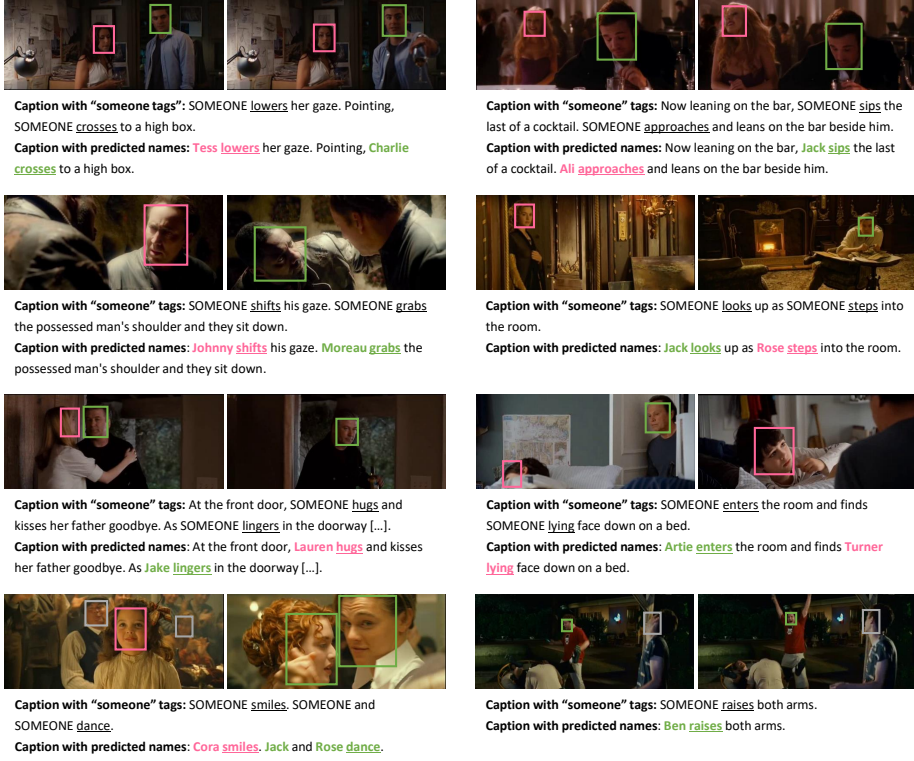 Caption with “someone tags”: SOMEONE lowers her gaze. Pointing,
SOMEONE crosses to a high box.
Caption with predicted names: Tess lowers her gaze. Pointing, Charlie
crosses to a high box.
Caption with “someone” tags: Now leaning on the bar, SOMEONE sips the
last of a cocktail. SOMEONE approaches and leans on the bar beside him.
Caption with predicted names: Now leaning on the bar, Jack sips the last
of a cocktail. Ali approaches and leans on the bar beside him.
Caption with “someone” tags: SOMEONE shifts his gaze. SOMEONE grabs
the possessed man's shoulder and they sit down.
Caption with predicted names: Johnny shifts his gaze. Moreau grabs the
possessed man's shoulder and they sit down.
Caption with “someone” tags: SOMEONE looks up as SOMEONE steps into
the room.
Caption with predicted names: Jack looks up as Rose steps into the room.
Caption with “someone” tags: At the front door, SOMEONE hugs and
kisses her father goodbye. As SOMEONE lingers in the doorway [...].
Caption with predicted names: At the front door, Lauren hugs and kisses
her father goodbye. As Jake lingers in the doorway [...].
Caption with “someone” tags: SOMEONE enters the room and finds
SOMEONE lying face down on a bed.
Caption with predicted names: Artie enters the room and finds Turner
lying face down on a bed.
Caption with “someone” tags: SOMEONE smiles. SOMEONE and
SOMEONE dance.
Caption with predicted names: Cora smiles. Jack and Rose dance.
Caption with “someone” tags: SOMEONE raises both arms.
Caption with predicted names: Ben raises both arms.